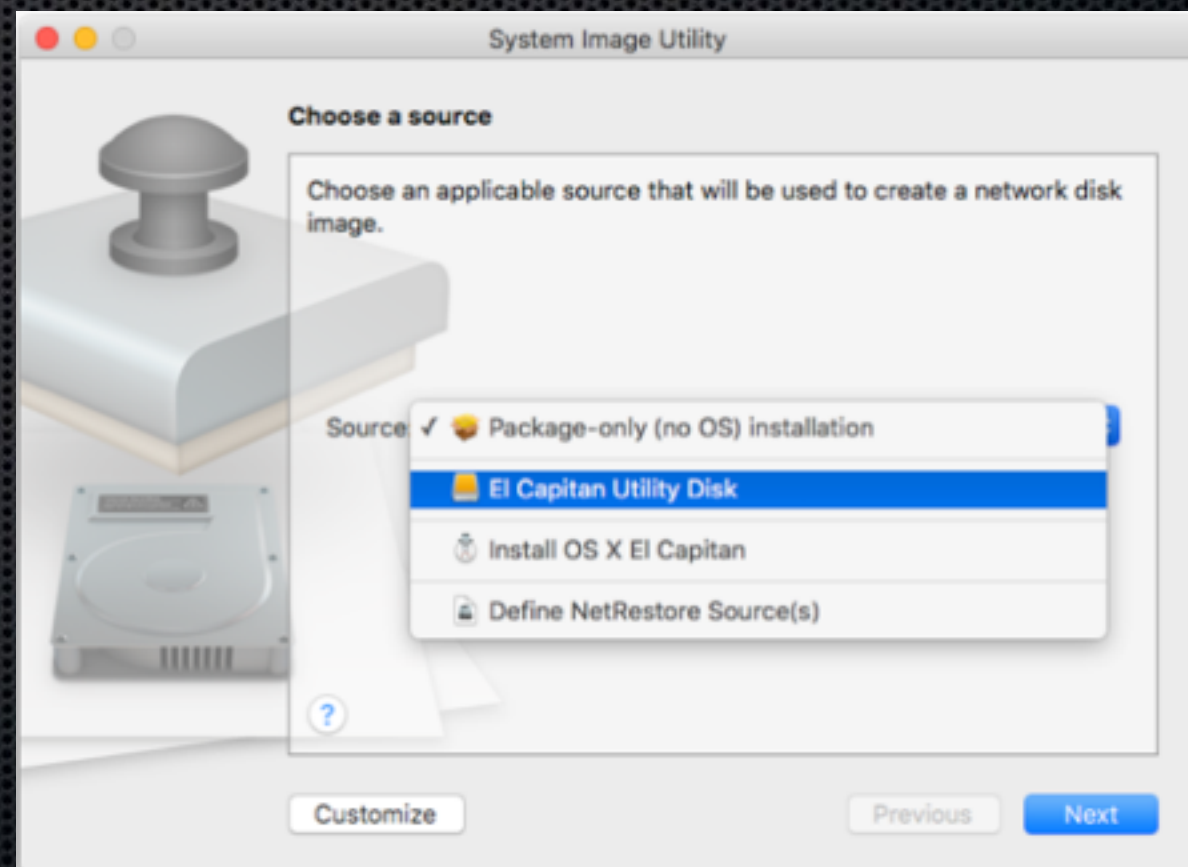 System Image Utility
Choose a source
Choose an applicable source that will be used to create a network disk
image.
Source: ✓ Package-only (no OS) installation
El Capitan Utility Disk
Install OS X El Capitan
Define NetRestore Source(s)
?
Customize
Previous
Next